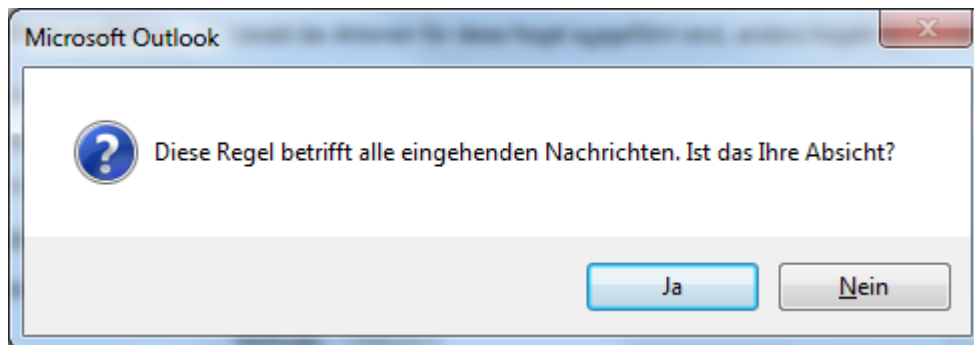 Microsoft Outlook
Diese Regel betrifft alle eingehenden Nachrichten. Ist das Ihre Absicht?
Ja
Nein